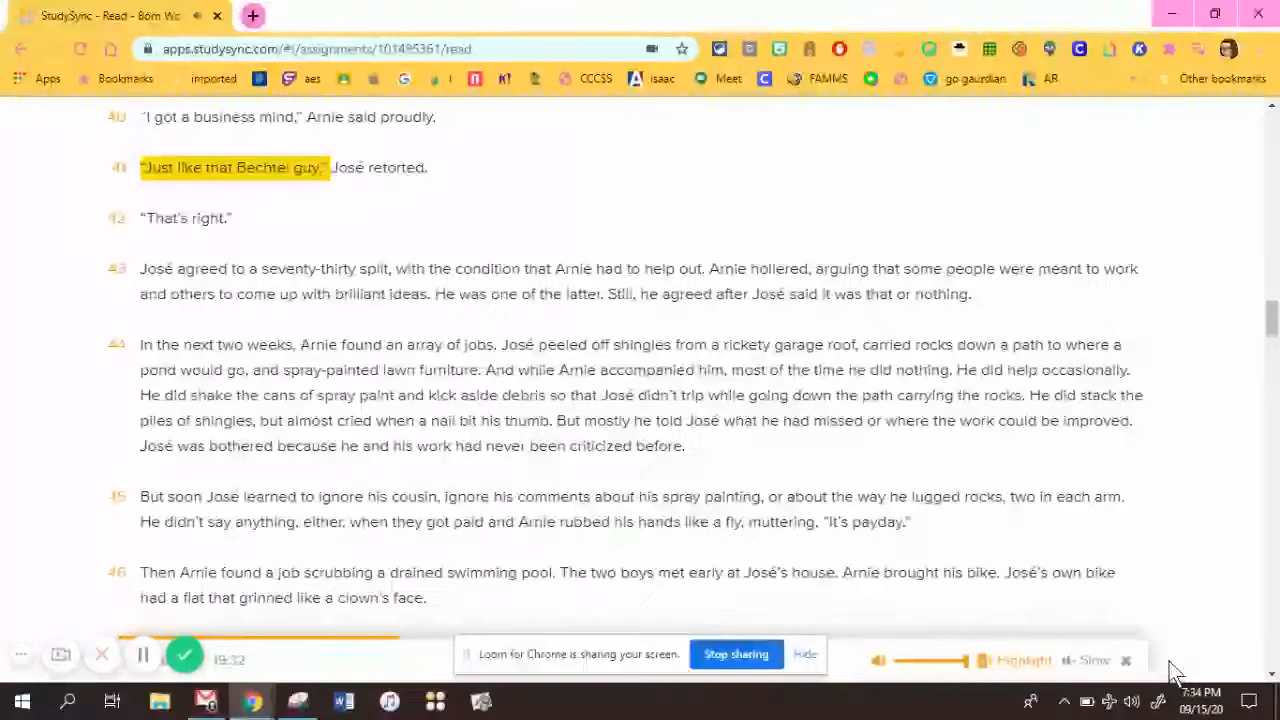 StudySync - Read - Born Wo
apps.studysync.com/#!/assignments/101495361/read
Apps Bookmarks imported aes G K! CCCSS isaac Meet FAMMS go gaurdian AR Other bookmarks
40 "I got a business mind," Arnie said proudly.
41 "Just like that Bechtel guy," José retorted.
42 "That's right."
43 José agreed to a seventy-thirty split, with the condition that Arnie had to help out. Arnie hollered, arguing that some people were meant to work
and others to come up with brilliant ideas. He was one of the latter. Still, he agreed after José said it was that or nothing.
44 In the next two weeks, Arnie found an array of jobs. José peeled off shingles from a rickety garage roof, carried rocks down a path to where a
pond would go, and spray-painted lawn furniture. And while Arnie accompanied him, most of the time he did nothing. He did help occasionally.
He did shake the cans of spray paint and kick aside debris so that José didn't trip while going down the path carrying the rocks. He did stack the
piles of shingles, but almost cried when a nail bit his thumb. But mostly he told José what he had missed or where the work could be improved.
José was bothered because he and his work had never been criticized before.
45 But soon José learned to ignore his cousin, ignore his comments about his spray painting, or about the way he lugged rocks, two in each arm.
He didn't say anything, either, when they got paid and Arnie rubbed his hands like a fly, muttering, "It's payday."
46 Then Arnie found a job scrubbing a drained swimming pool. The two boys met early at José's house. Arnie brought his bike. José's own bike
had a flat that grinned like a clown's face.
19:32 Loom for Chrome is sharing your screen. Stop sharing Hide Highlight Slow
7:34 PM
09/15/20